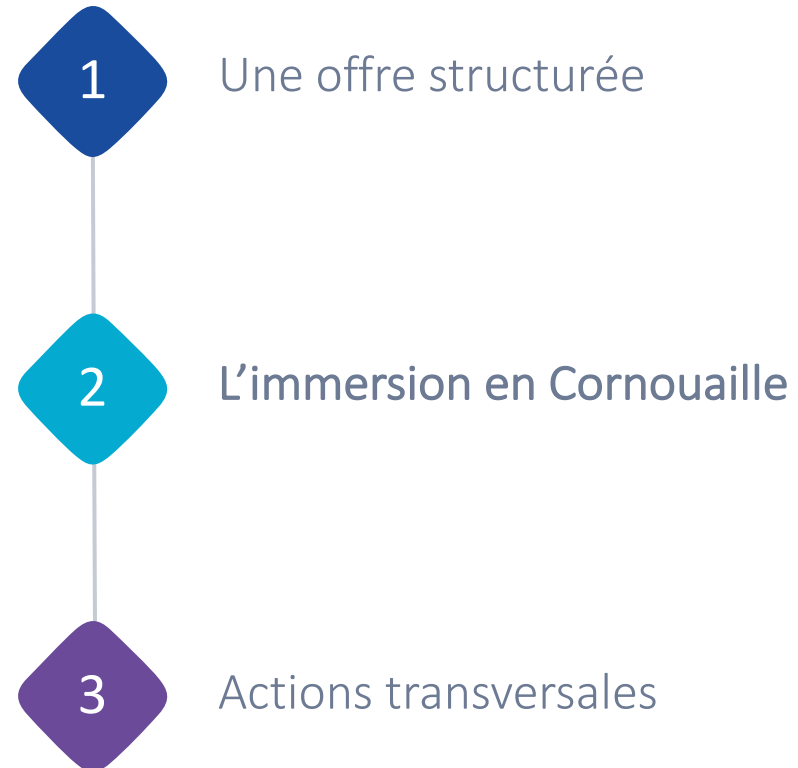 1 Une offre structurée
2 L’immersion en Cornouaille
3 Actions transversales